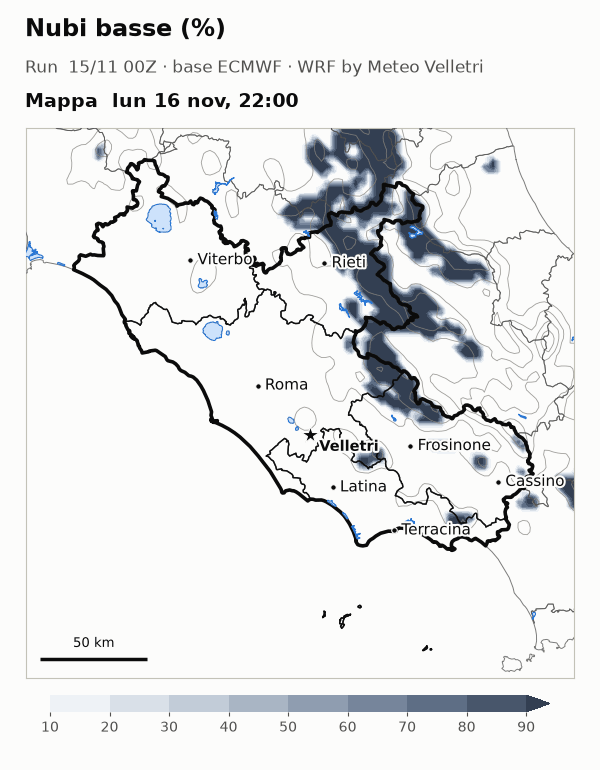 Nubi basse (%)
Run  15/11 00Z · base ECMWF · WRF by Meteo Velletri
Mappa  lun 16 nov, 22:00
Viterbo
Rieti
Roma
Velletri
Frosinone
Cassino
Latina
Terracina
50 km
10 20 30 40 50 60 70 80 90